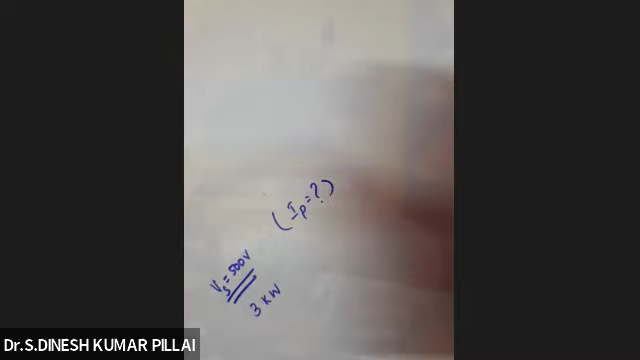 (Ip=?)
Vs=500V
3 KW
Dr.S.DINESH KUMAR PILLAI